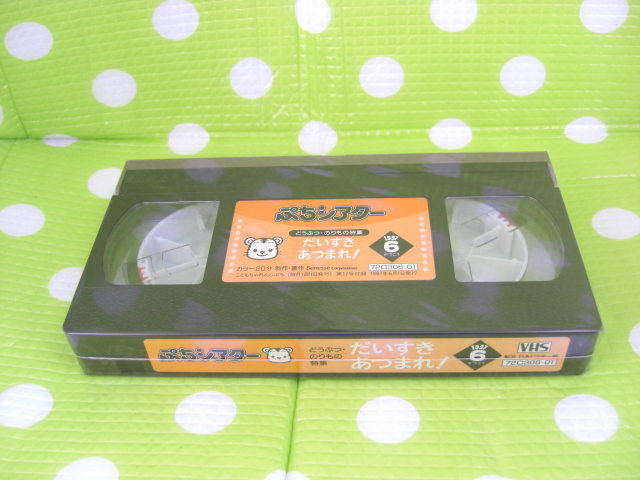 ぷちシアター
どうぶつ・のりもの特集
だいすき
あつまれ!
1997
6
カラー20分 制作・著作 Benesse Corporation
72C306-01
ぷちシアター
どうぶつ・
のりもの
特集
だいすき
あつまれ!
1997
6
VHS
72C306-01